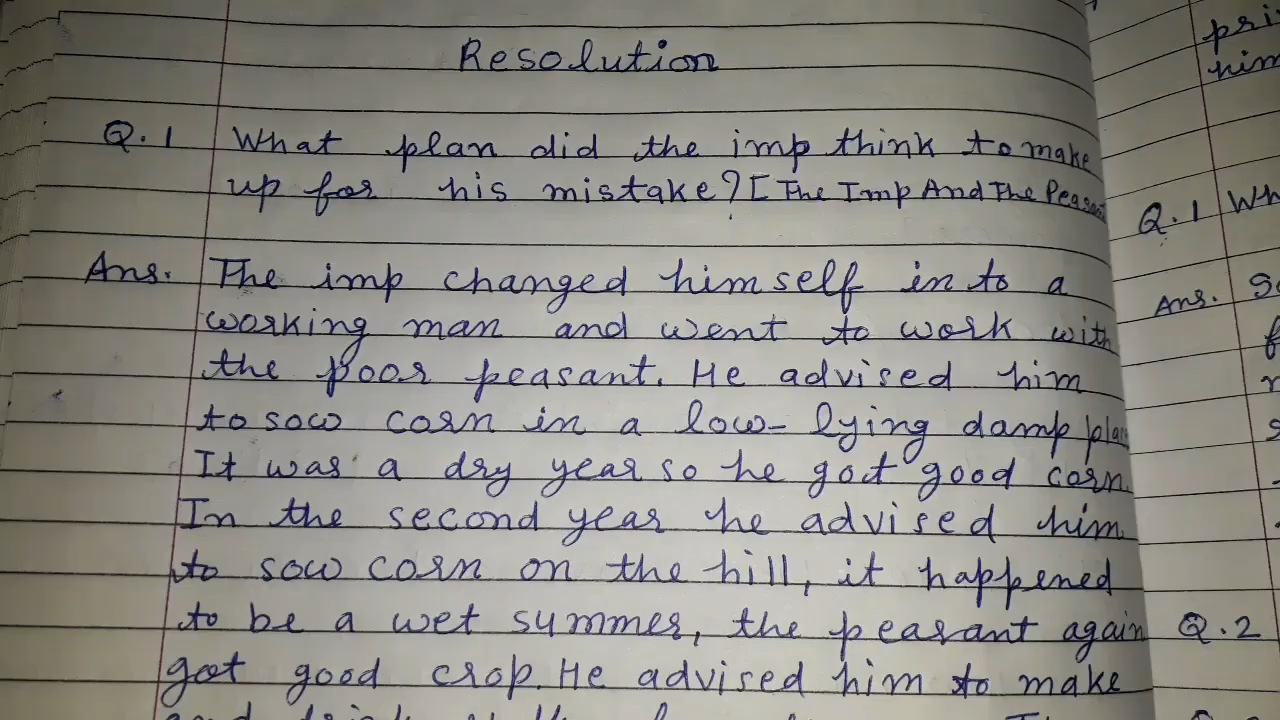 Resolution
Q.1 What plan did the imp think to make
up for his mistake? [The Imp And The
Ans. The imp changed himself in to a
working man and went to work with
the poor peasant. He advised him
to sow corn in a low-lying damp
It was a dry year so he got good corn.
In the second year he advised him
to sow corn on the hill, it happened
to be a wet summer, the peasant again
got good crop. He advised him to make
Q.1 Wh
Ans.
Q.2